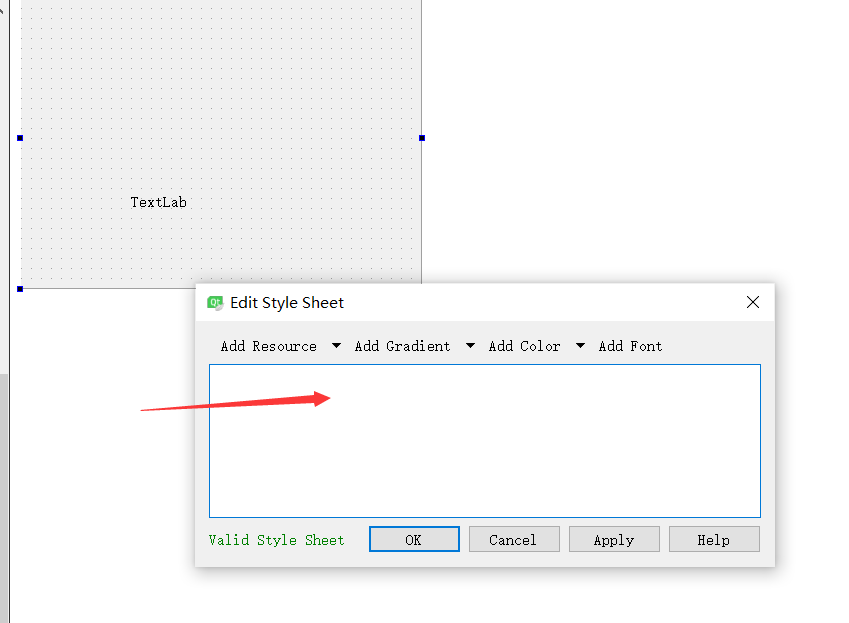 TextLab
Qt Edit Style Sheet
Add Resource Add Gradient Add Color Add Font
Valid Style Sheet OK Cancel Apply Help